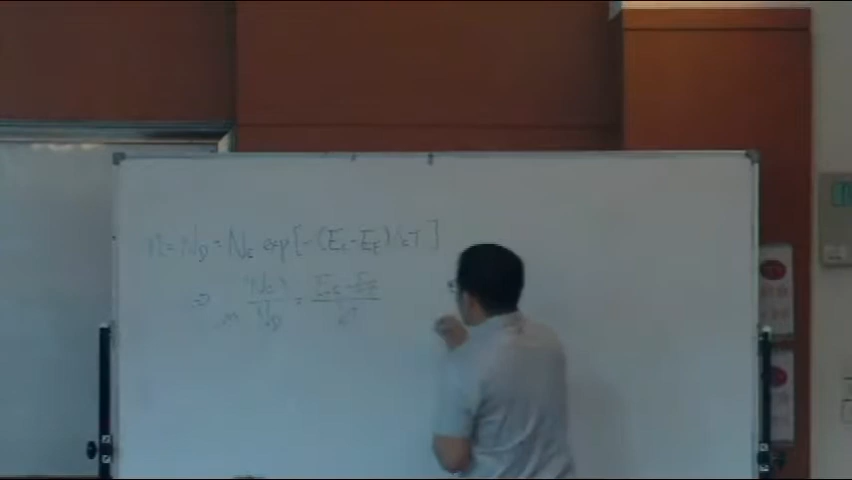 n = N_D = N_c exp[-(E_c-E_F)/kT]
⇒ ln (N_c)/N_D = (E_c-E_F)/kT